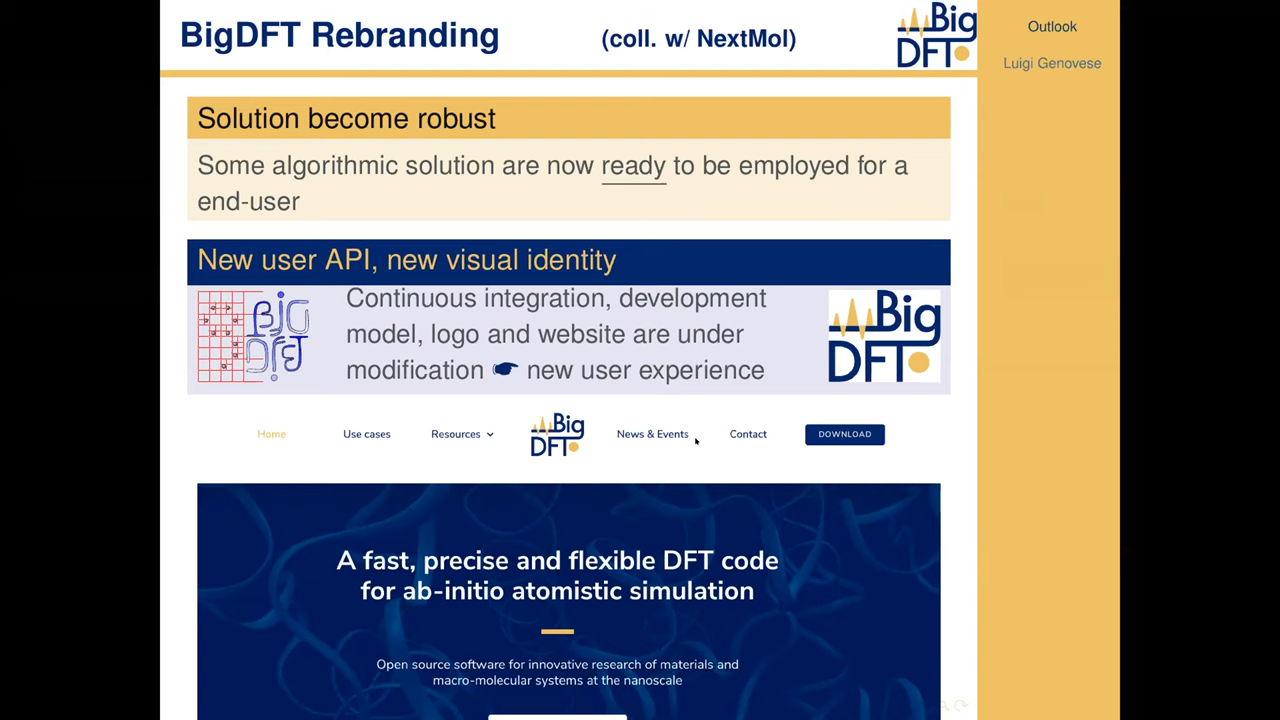 BigDFT Rebranding (coll. w/ NextMol)
Big
DFT
Outlook
Luigi Genovese
Solution become robust
Some algorithmic solution are now ready to be employed for a
end-user
New user API, new visual identity
BigDFT
Continuous integration, development
model, logo and website are under
modification ☛ new user experience
Big
DFT
Home Use cases Resources Big DFT News & Events Contact DOWNLOAD
A fast, precise and flexible DFT code
for ab-initio atomistic simulation
Open source software for innovative research of materials and
macro-molecular systems at the nanoscale